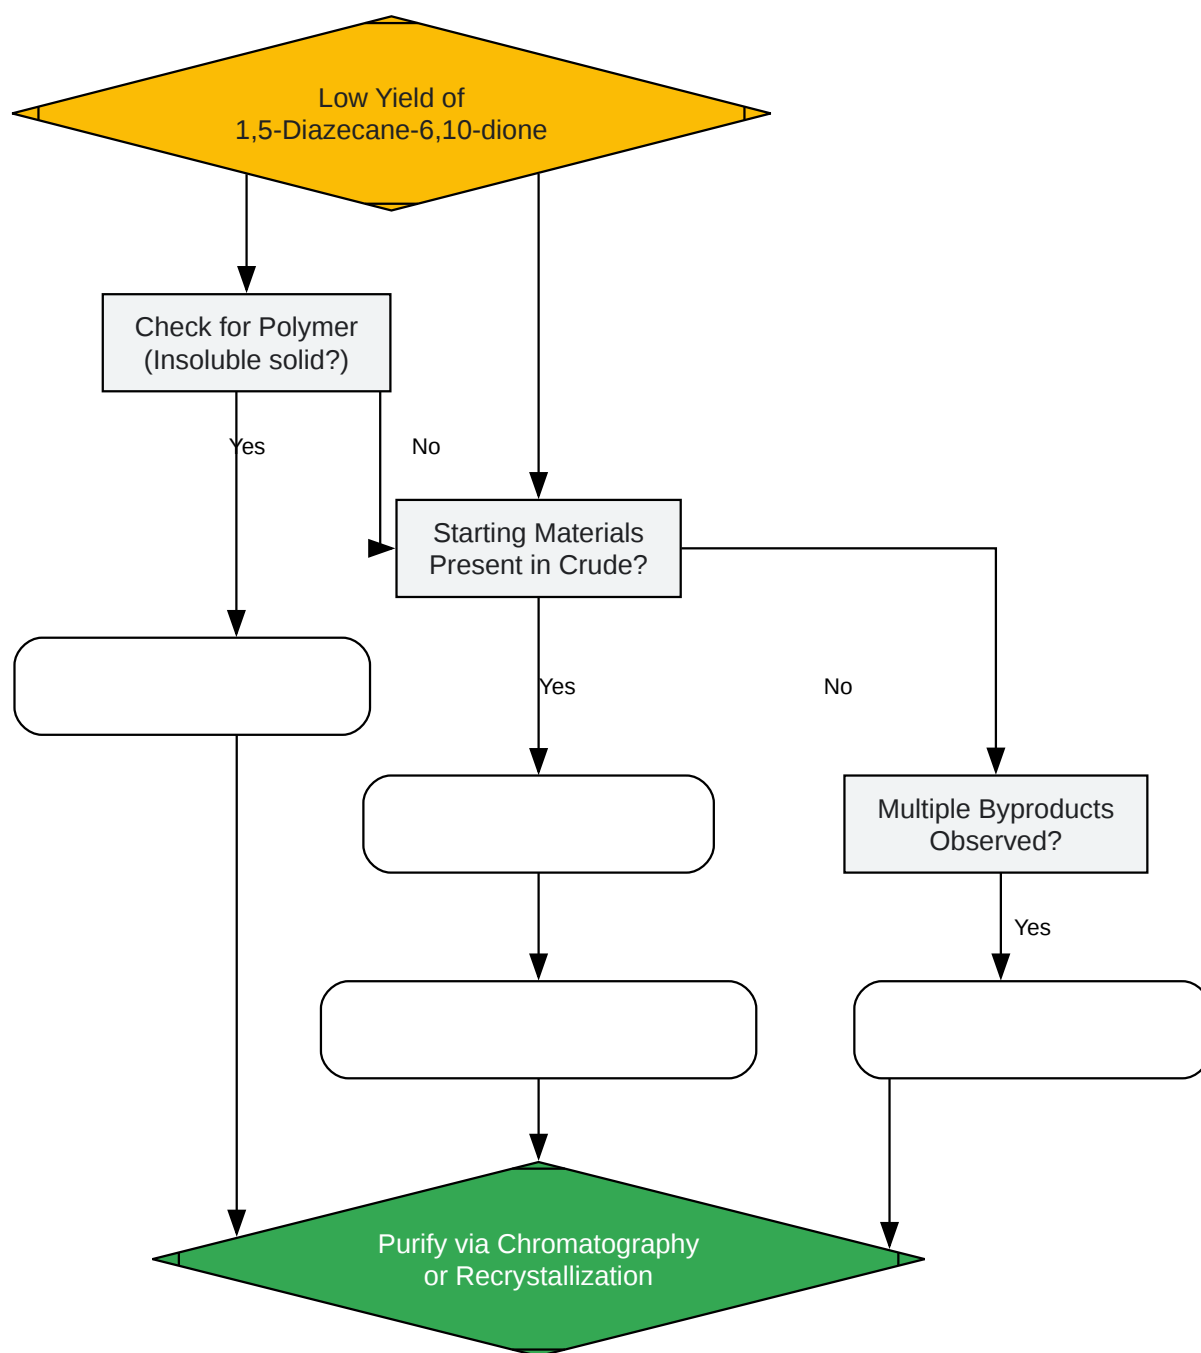 Low Yield of
1,5-Diazecane-6,10-dione
Check for Polymer
(Insoluble solid?)
Yes
No
Starting Materials
Present in Crude?
Yes
No
Multiple Byproducts
Observed?
Yes
Purify via Chromatography
or Recrystallization